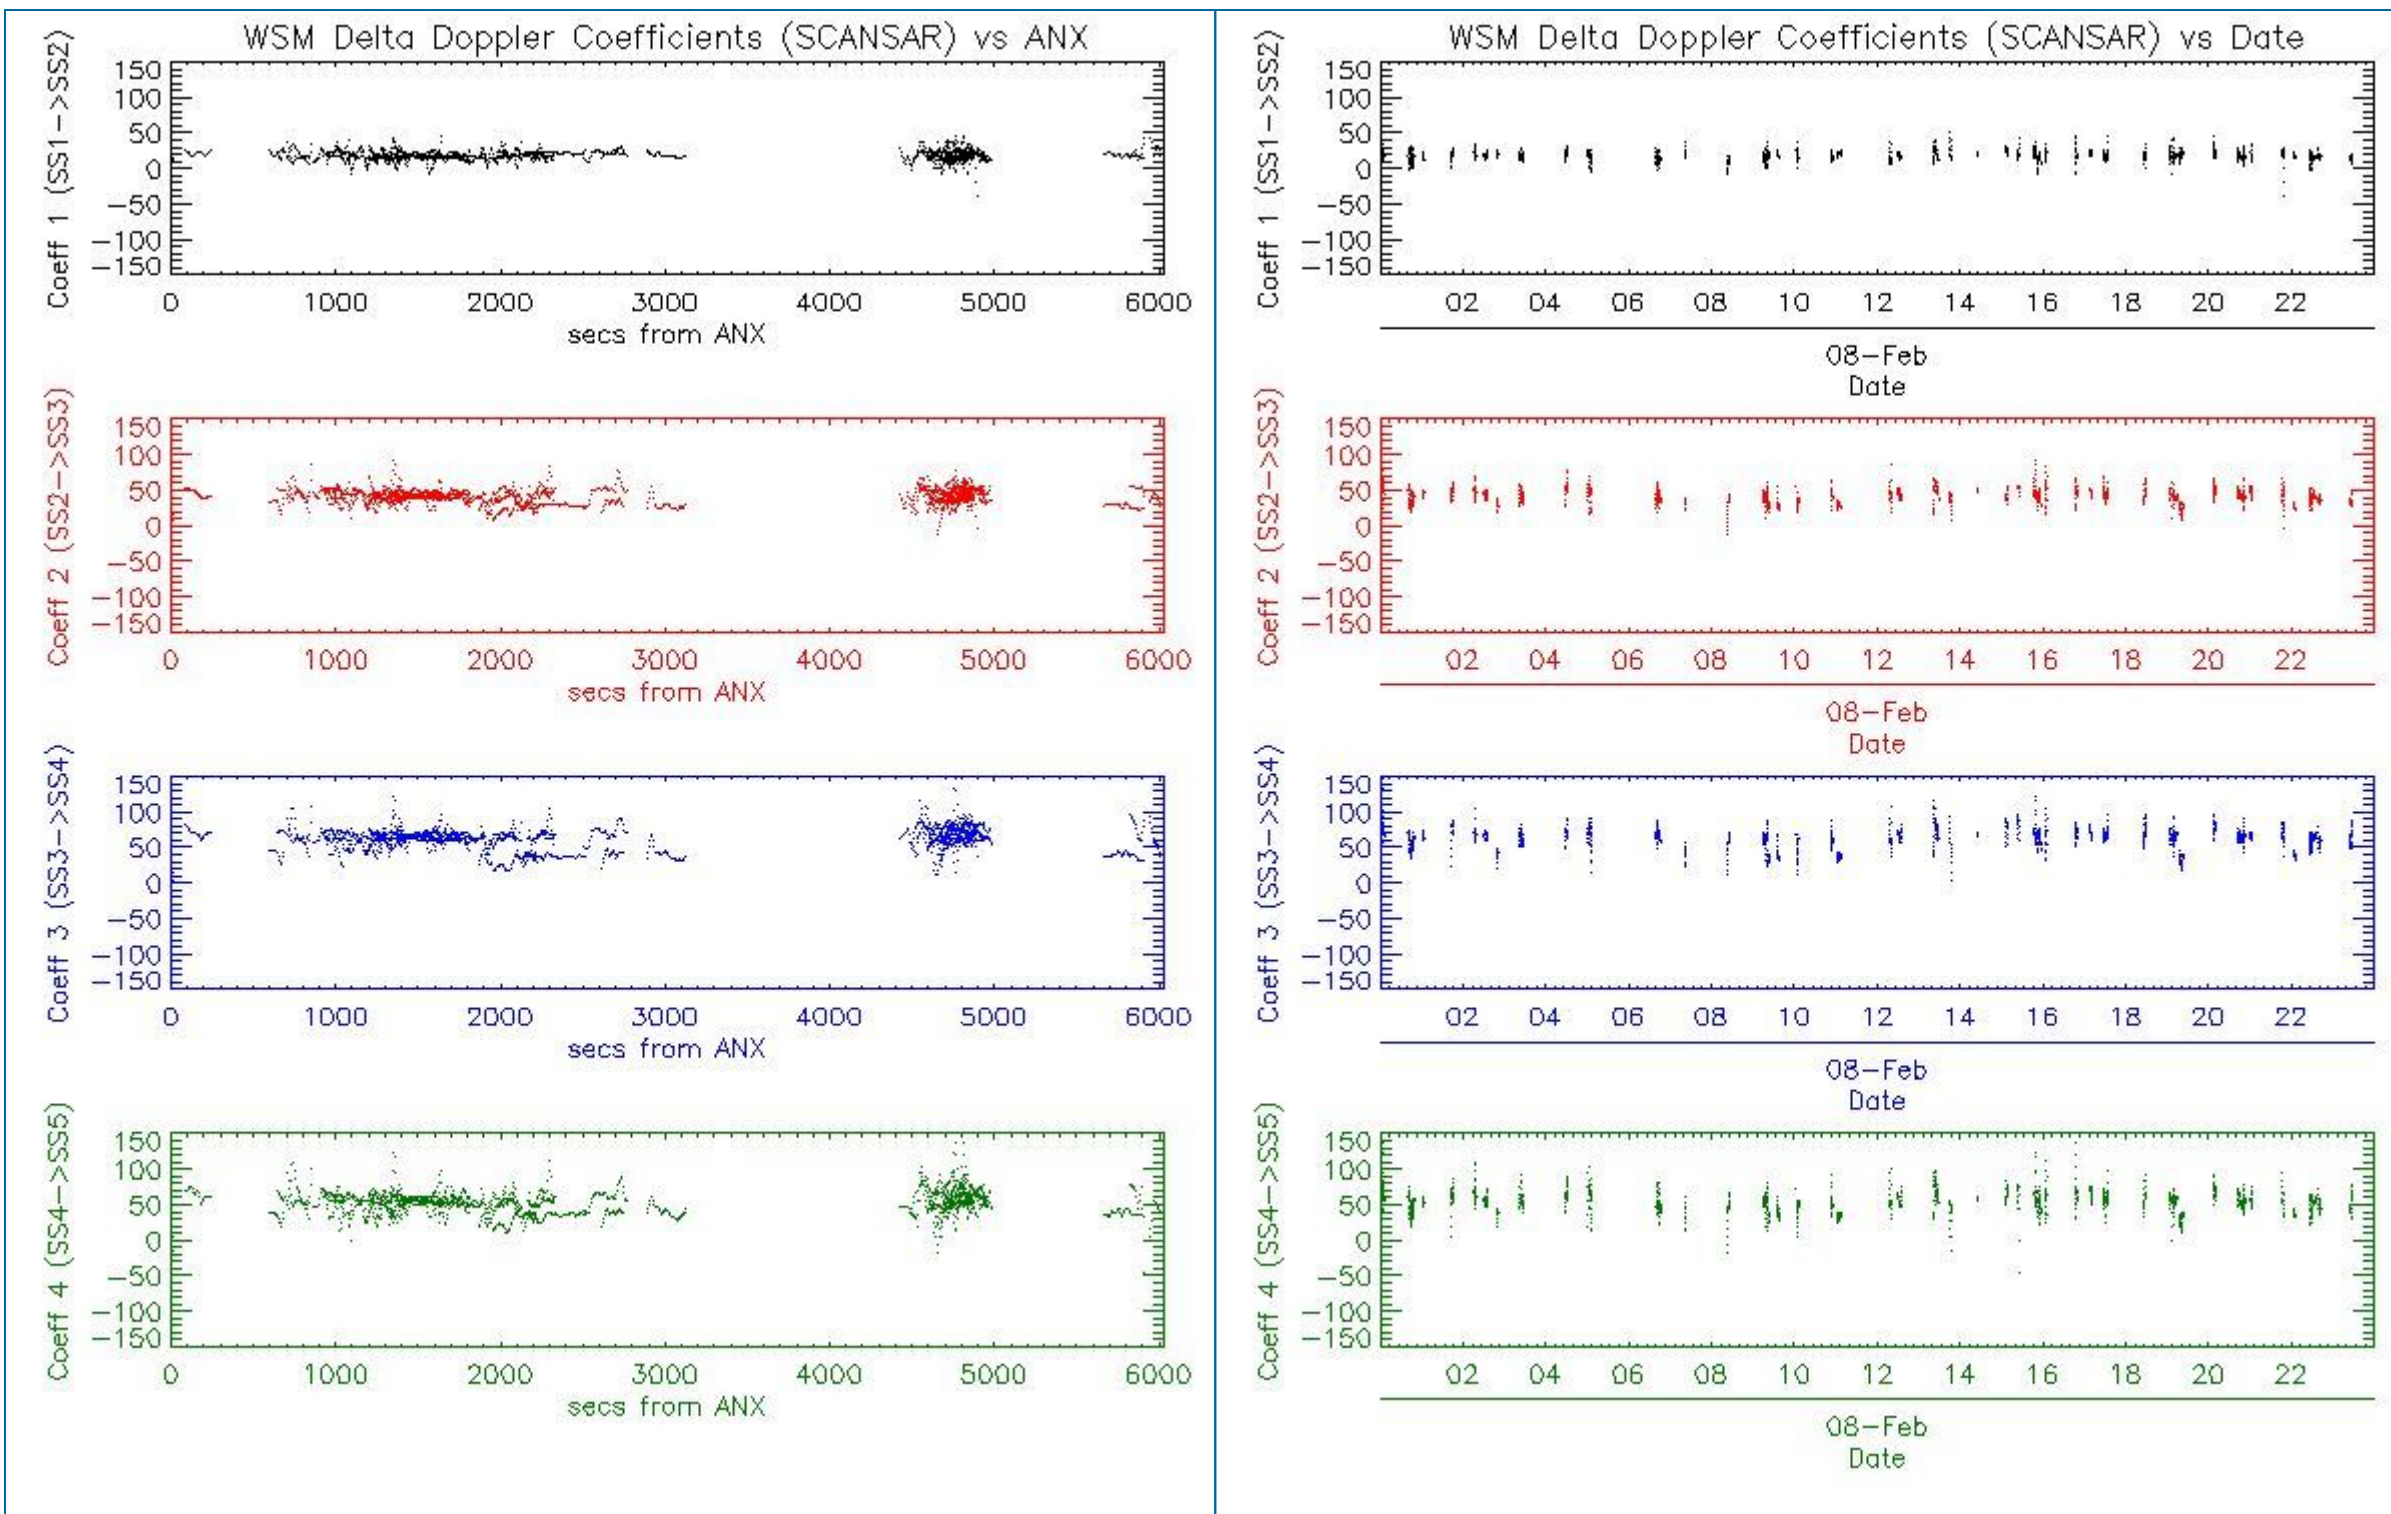 WSM Delta Doppler Coefficients (SCANSAR) vs ANX
Coeff 1 (SS1->SS2)
150
100
50
0
-50
-100
-150
0 1000 2000 3000 4000 5000 6000
secs from ANX
Coeff 2 (SS2->SS3)
150
100
50
0
-50
-100
-150
0 1000 2000 3000 4000 5000 6000
secs from ANX
Coeff 3 (SS3->SS4)
150
100
50
0
-50
-100
-150
0 1000 2000 3000 4000 5000 6000
secs from ANX
Coeff 4 (SS4->SS5)
150
100
50
0
-50
-100
-150
0 1000 2000 3000 4000 5000 6000
secs from ANX
WSM Delta Doppler Coefficients (SCANSAR) vs Date
Coeff 1 (SS1->SS2)
150
100
50
0
-50
-100
-150
02 04 06 08 10 12 14 16 18 20 22
08-Feb
Date
Coeff 2 (SS2->SS3)
150
100
50
0
-50
-100
-150
02 04 06 08 10 12 14 16 18 20 22
08-Feb
Date
Coeff 3 (SS3->SS4)
150
100
50
0
-50
-100
-150
02 04 06 08 10 12 14 16 18 20 22
08-Feb
Date
Coeff 4 (SS4->SS5)
150
100
50
0
-50
-100
-150
02 04 06 08 10 12 14 16 18 20 22
08-Feb
Date